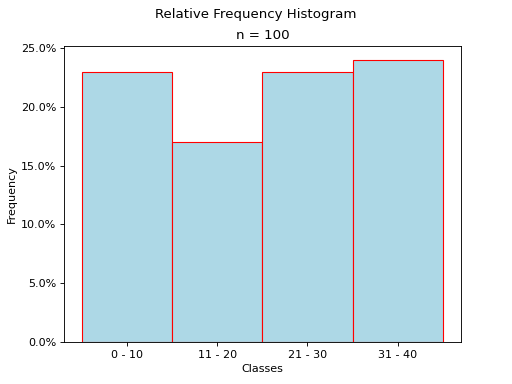 Relative Frequency Histogram
n = 100
25.0%
20.0%
15.0%
10.0%
5.0%
0.0%
Frequency
0 - 10
11 - 20
21 - 30
31 - 40
Classes